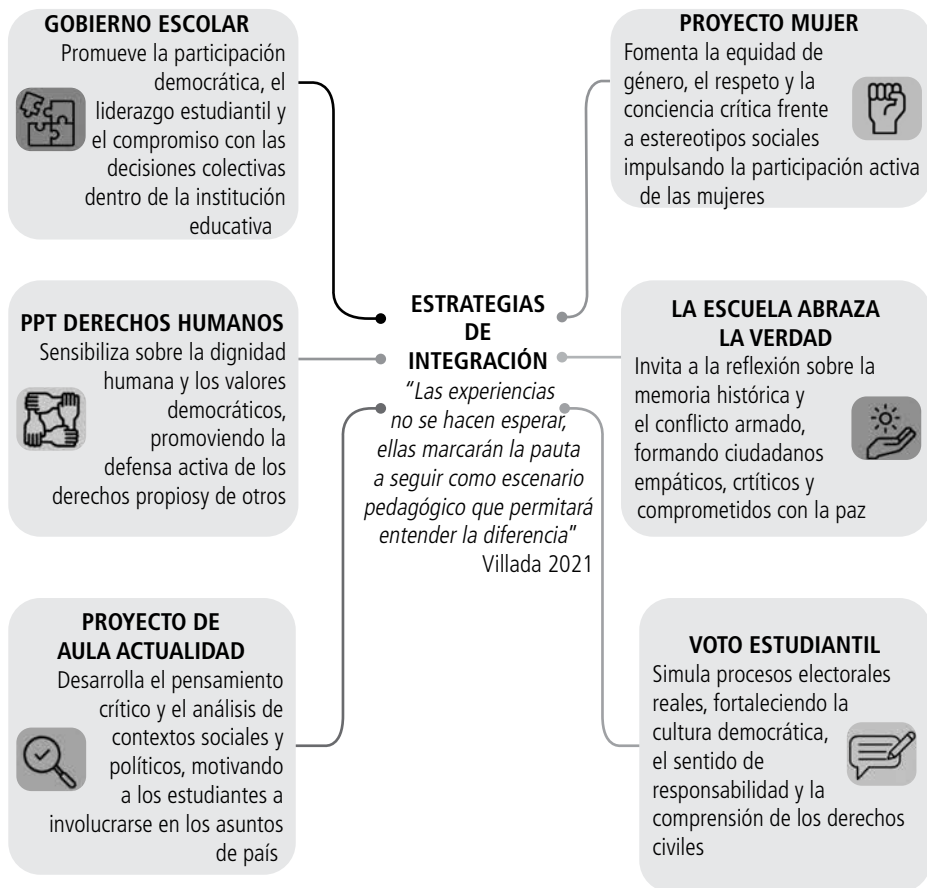 GOBIERNO ESCOLAR
Promueve la participación
democrática, el
liderazgo estudiantil y
el compromiso con las
decisiones colectivas
dentro de la institución
educativa
PROYECTO MUJER
Fomenta la equidad de
género, el respeto y la
conciencia crítica frente
a estereotipos sociales
impulsando la participación activa
de las mujeres
PPT DERECHOS HUMANOS
Sensibiliza sobre la dignidad
humana y los valores
democráticos,
promoviendo la
defensa activa de los
derechos propiosy de otros
ESTRATEGIAS
DE
INTEGRACIÓN
"Las experiencias
no se hacen esperar,
ellas marcarán la pauta
a seguir como escenario
pedagógico que permitará
entender la diferencia"
Villada 2021
LA ESCUELA ABRAZA
LA VERDAD
Invita a la reflexión sobre la
memoria histórica y
el conflicto armado,
formando ciudadanos
empáticos, crtíticos y
comprometidos con la paz
PROYECTO DE
AULA ACTUALIDAD
Desarrolla el pensamiento
crítico y el análisis de
contextos sociales y
políticos, motivando
a los estudiantes a
involucrarse en los asuntos
de país
VOTO ESTUDIANTIL
Simula procesos electorales
reales, fortaleciendo la
cultura democrática,
el sentido de
responsabilidad y la
comprensión de los derechos
civiles